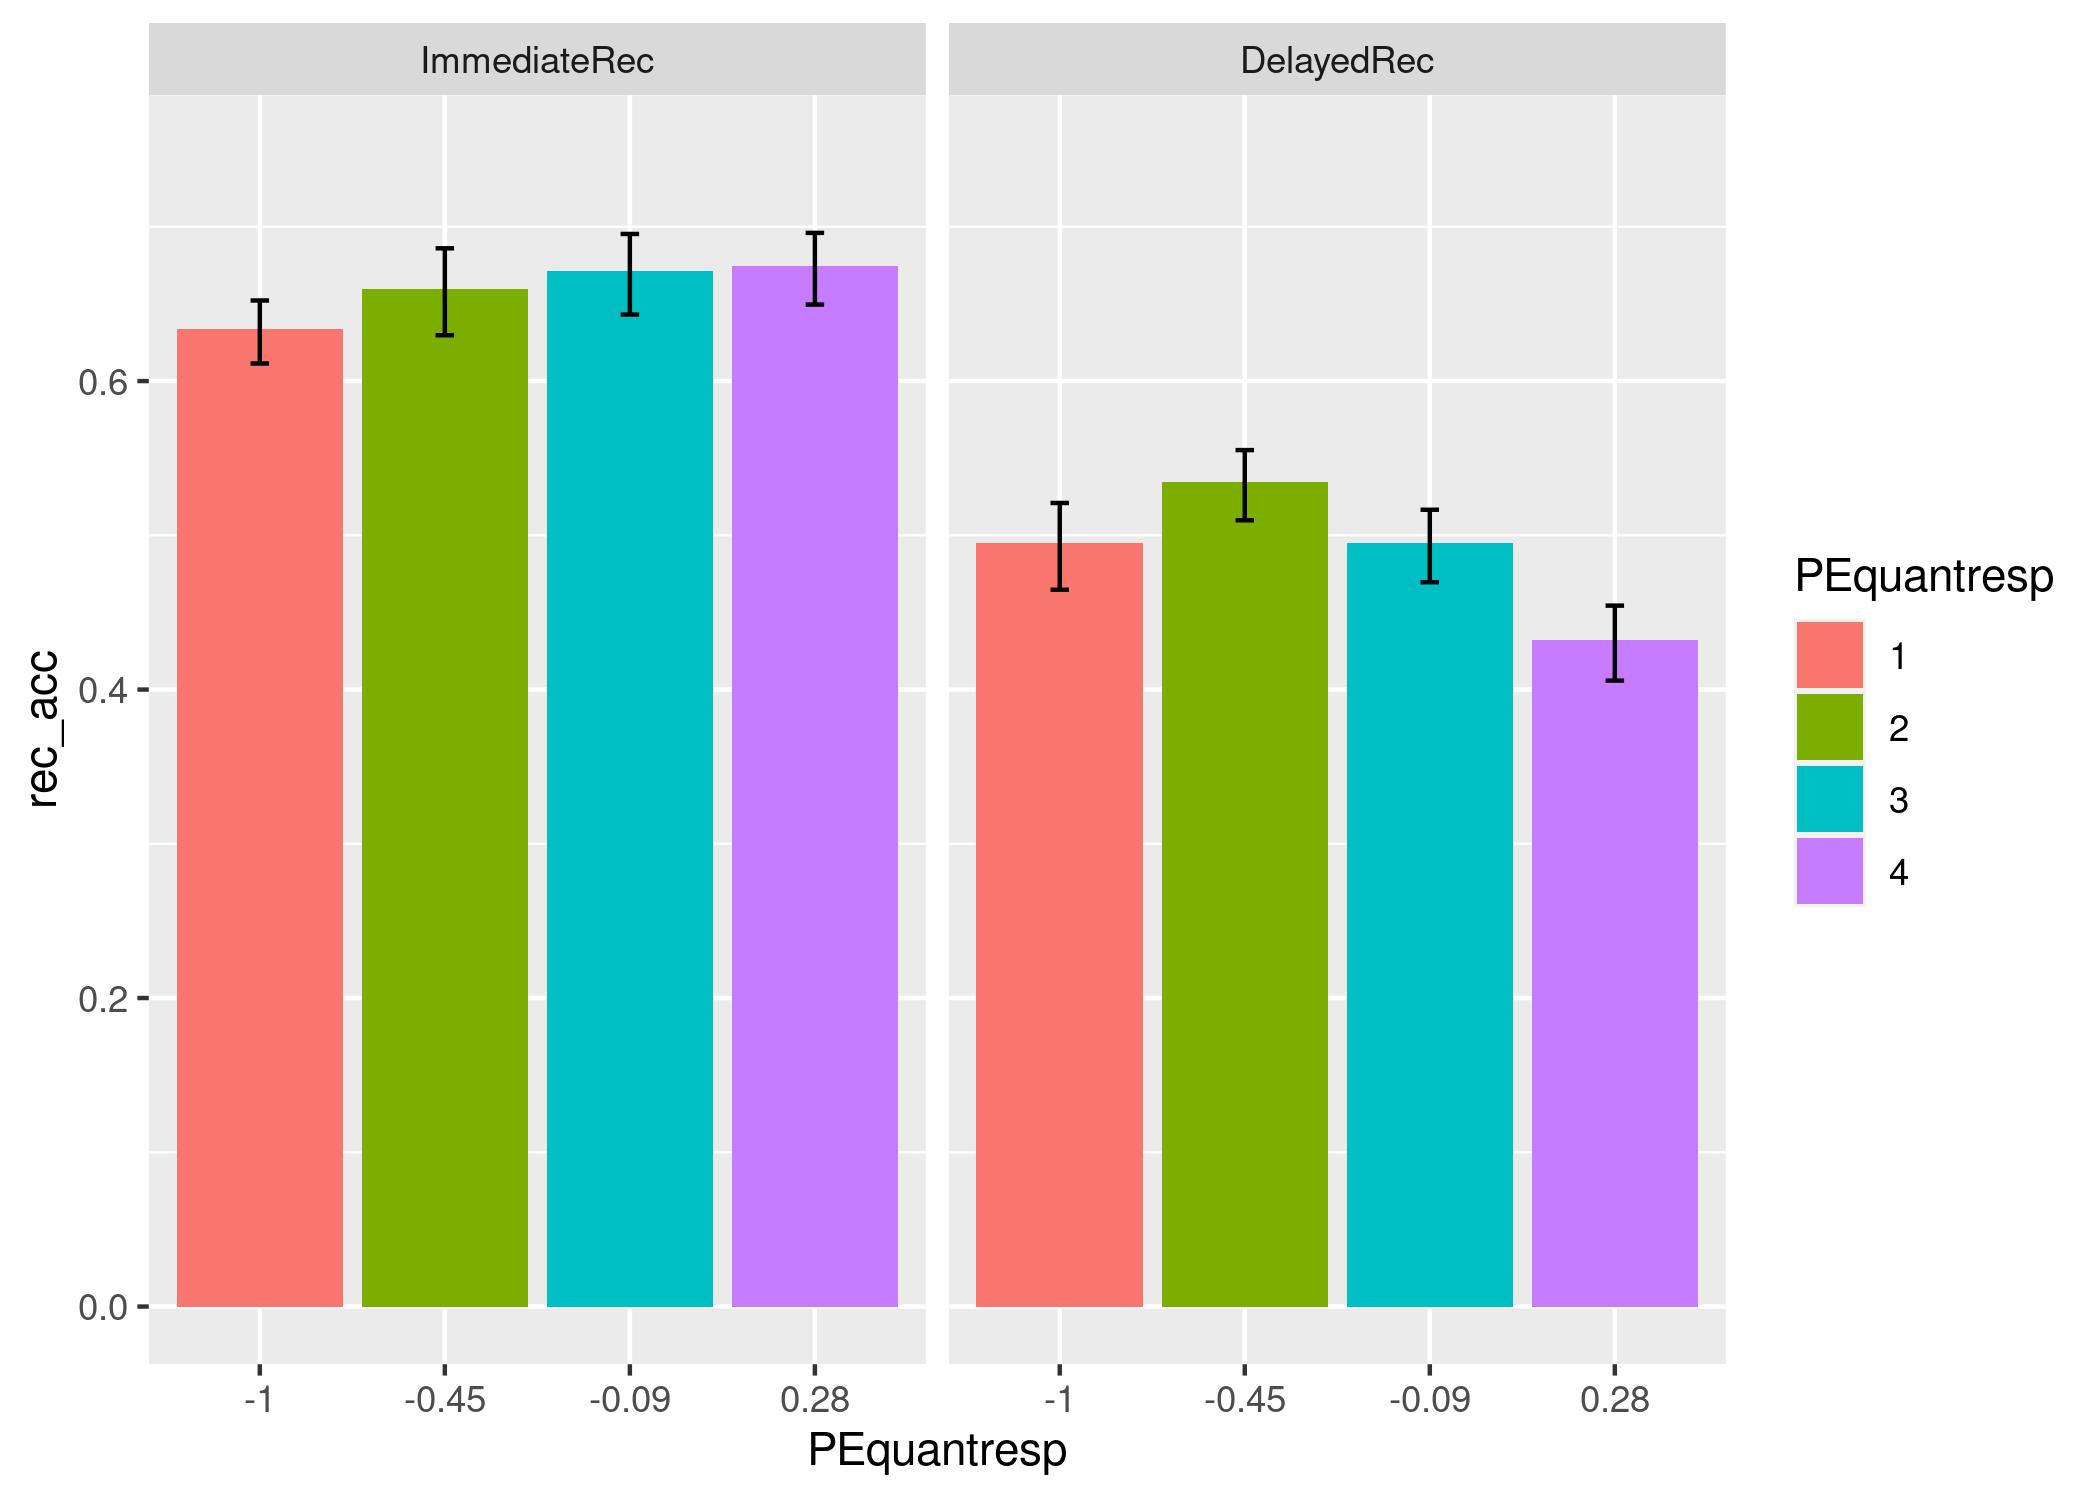 ImmediateRec
DelayedRec
rec_acc
0.6
0.4
0.2
0.0
-1 -0.45 -0.09 0.28
-1 -0.45 -0.09 0.28
PEquantresp
PEquantresp
1
2
3
4